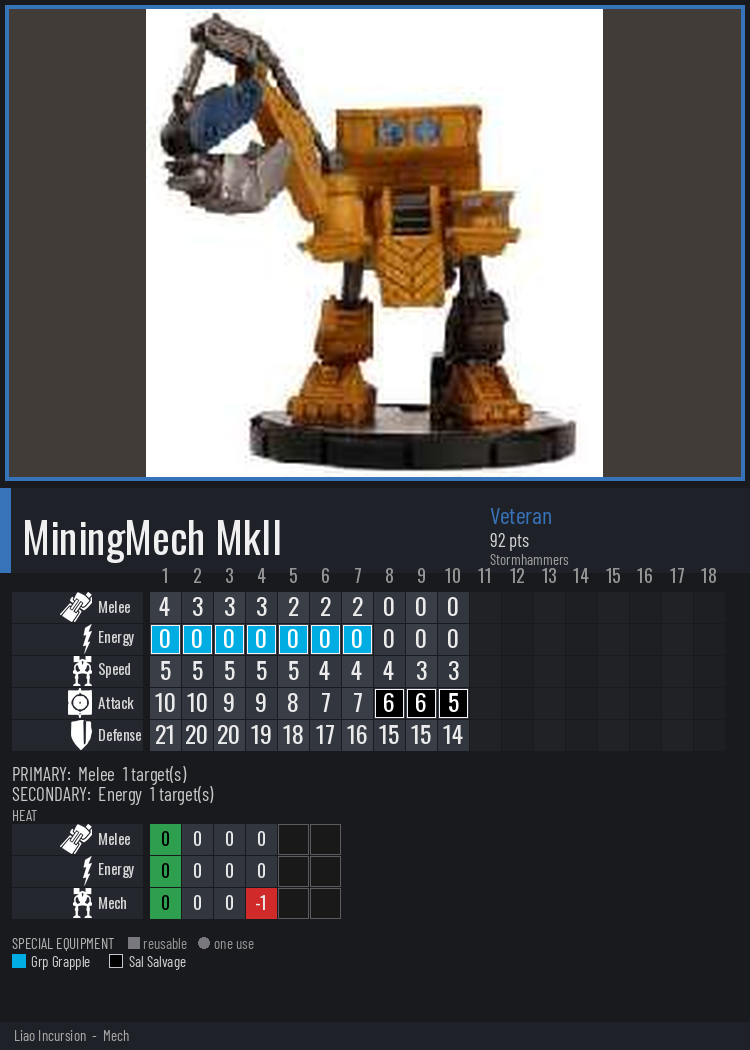 MiningMech MkII
Veteran
92 pts
Stormhammers
1 2 3 4 5 6 7 8 9 10 11 12 13 14 15 16 17 18
Melee 4 3 3 3 2 2 2 0 0 0
Energy 0 0 0 0 0 0 0 0 0 0
Speed 5 5 5 5 5 4 4 4 3 3
Attack 10 10 9 9 8 7 7 6 6 5
Defense 21 20 20 19 18 17 16 15 15 14
PRIMARY: Melee 1 target(s)
SECONDARY: Energy 1 target(s)
HEAT
Melee 0 0 0 0
Energy 0 0 0 0
Mech 0 0 0 -1
SPECIAL EQUIPMENT reusable one use
Grp Grapple Sal Salvage
Liao Incursion - Mech